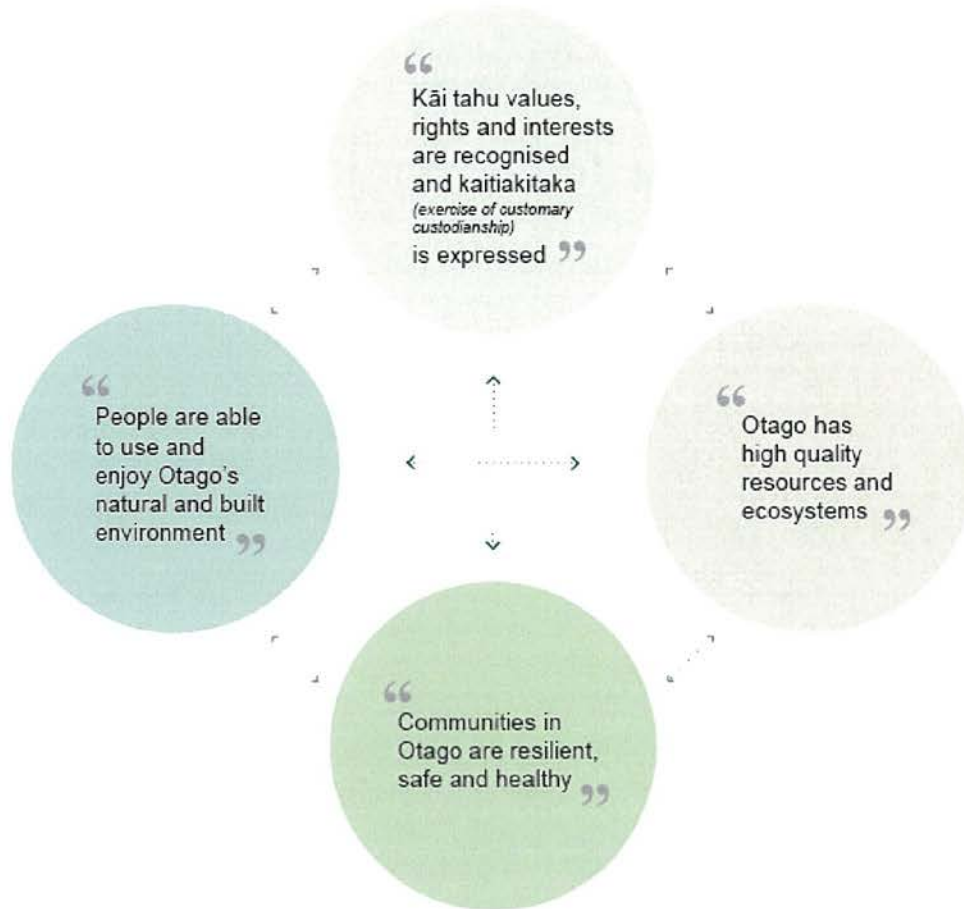 “
Kāi tahu values,
rights and interests
are recognised
and kaitiakitaka
(exercise of customary
custodianship)
is expressed ”
“
People are able
to use and
enjoy Otago’s
natural and built
environment ”
“
Otago has
high quality
resources and
ecosystems ”
“
Communities in
Otago are resilient,
safe and healthy ”